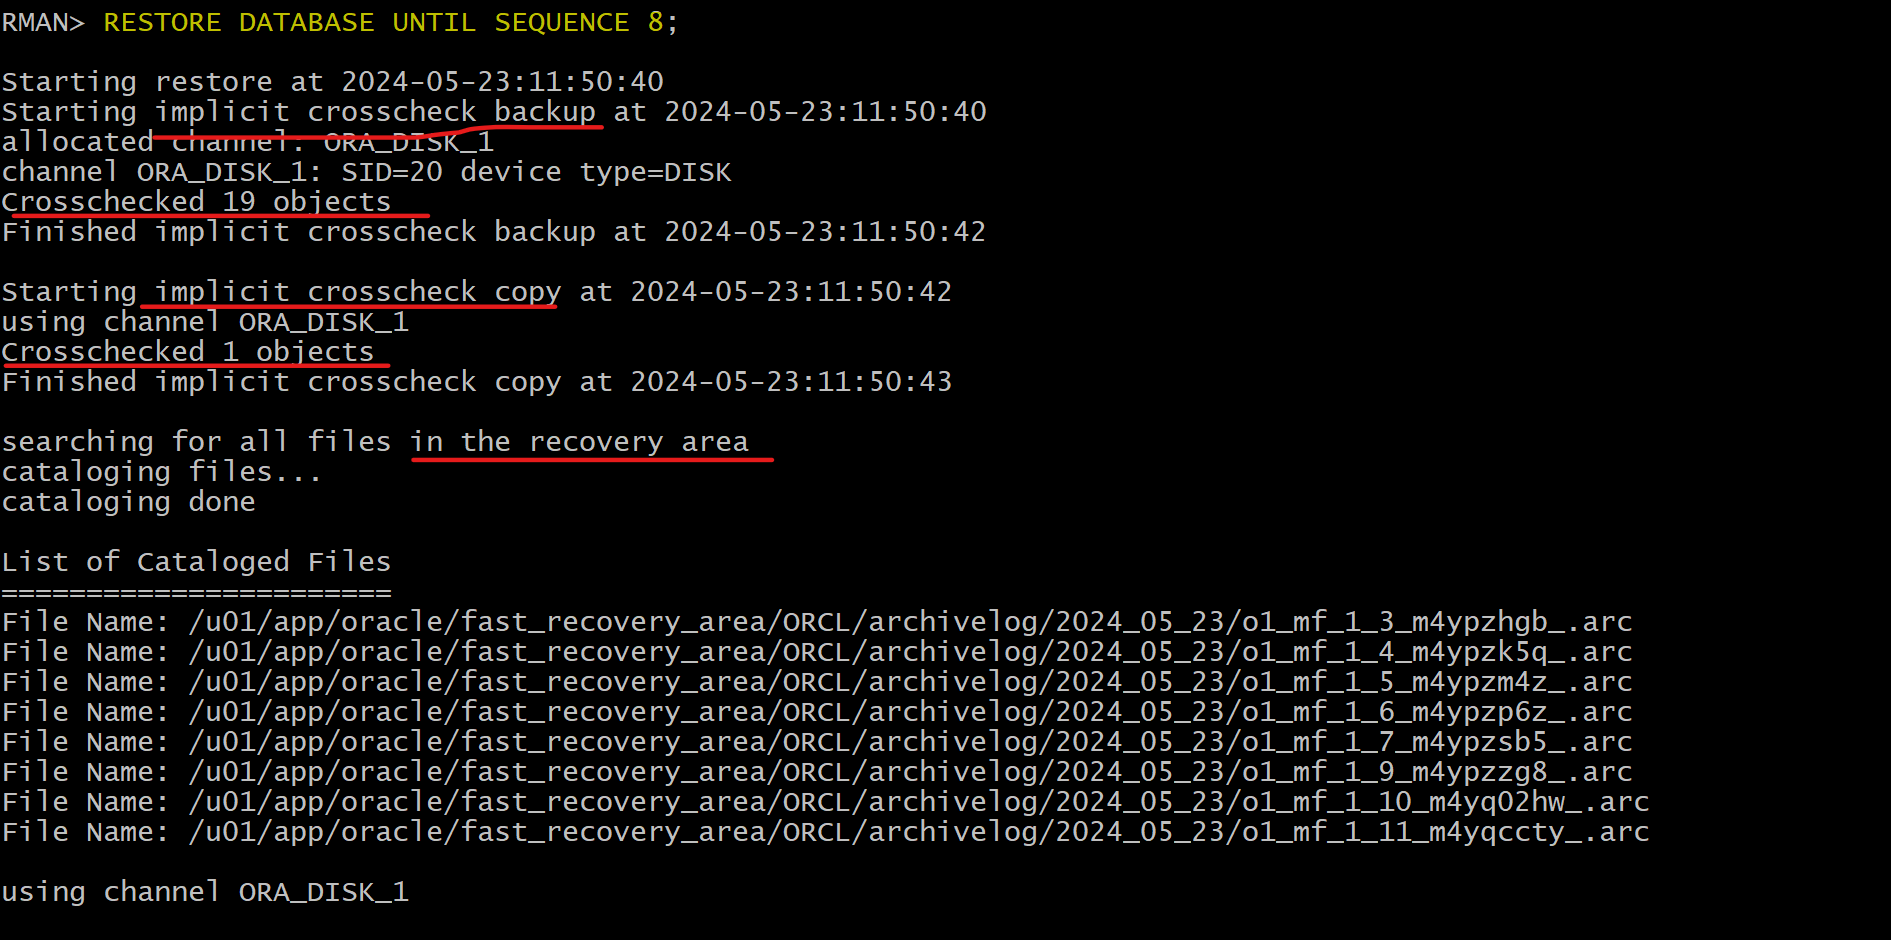 RMAN> RESTORE DATABASE UNTIL SEQUENCE 8;
Starting restore at 2024-05-23:11:50:40
Starting implicit crosscheck backup at 2024-05-23:11:50:40
allocated channel: ORA_DISK_1
channel ORA_DISK_1: SID=20 device type=DISK
Crosschecked 19 objects
Finished implicit crosscheck backup at 2024-05-23:11:50:42
Starting implicit crosscheck copy at 2024-05-23:11:50:42
using channel ORA_DISK_1
Crosschecked 1 objects
Finished implicit crosscheck copy at 2024-05-23:11:50:43
searching for all files in the recovery area
cataloging files...
cataloging done
List of Cataloged Files
=======================
File Name: /u01/app/oracle/fast_recovery_area/ORCL/archivelog/2024_05_23/o1_mf_1_3_m4ypzhgb_.arc
File Name: /u01/app/oracle/fast_recovery_area/ORCL/archivelog/2024_05_23/o1_mf_1_4_m4ypzk5q_.arc
File Name: /u01/app/oracle/fast_recovery_area/ORCL/archivelog/2024_05_23/o1_mf_1_5_m4ypzm4z_.arc
File Name: /u01/app/oracle/fast_recovery_area/ORCL/archivelog/2024_05_23/o1_mf_1_6_m4ypzp6z_.arc
File Name: /u01/app/oracle/fast_recovery_area/ORCL/archivelog/2024_05_23/o1_mf_1_7_m4ypzsb5_.arc
File Name: /u01/app/oracle/fast_recovery_area/ORCL/archivelog/2024_05_23/o1_mf_1_9_m4ypzzg8_.arc
File Name: /u01/app/oracle/fast_recovery_area/ORCL/archivelog/2024_05_23/o1_mf_1_10_m4yq02hw_.arc
File Name: /u01/app/oracle/fast_recovery_area/ORCL/archivelog/2024_05_23/o1_mf_1_11_m4yqccty_.arc
using channel ORA_DISK_1